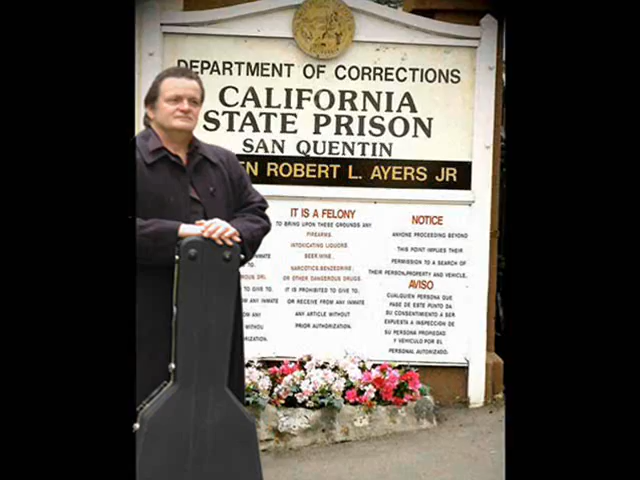 DEPARTMENT OF CORRECTIONS
CALIFORNIA
STATE PRISON
SAN QUENTIN
EN ROBERT L. AYERS JR
IT IS A FELONY
TO BRING UPON THESE GROUNDS ANY
FIREARMS.
INTOXICATING LIQUORS.
BEER.WINE.
NARCOTICS.BENZEDRINE.
OR OTHER DANGEROUS DRUGS.
IT IS PROHIBITED TO GIVE TO.
OR RECEIVE FROM ANY INMATE
ANY ARTICLE WITHOUT
PRIOR AUTHORIZATION.
NOTICE
ANYONE PROCEEDING BEYOND
THIS POINT IMPLIES THEIR
PERMISSION TO A SEARCH OF
THEIR PERSON,PROPERTY AND VEHICLE.
AVISO
CUALQUIEN PERSONA QUE
PASE DE ESTE PUNTO DA
SU CONSENTIMIENTO A SER
EXPUESTA A INSPECCION DE
SU PERSONA PROPIEDAD
Y VEHICULO POR EL
PERSONAL AUTORIZADO.